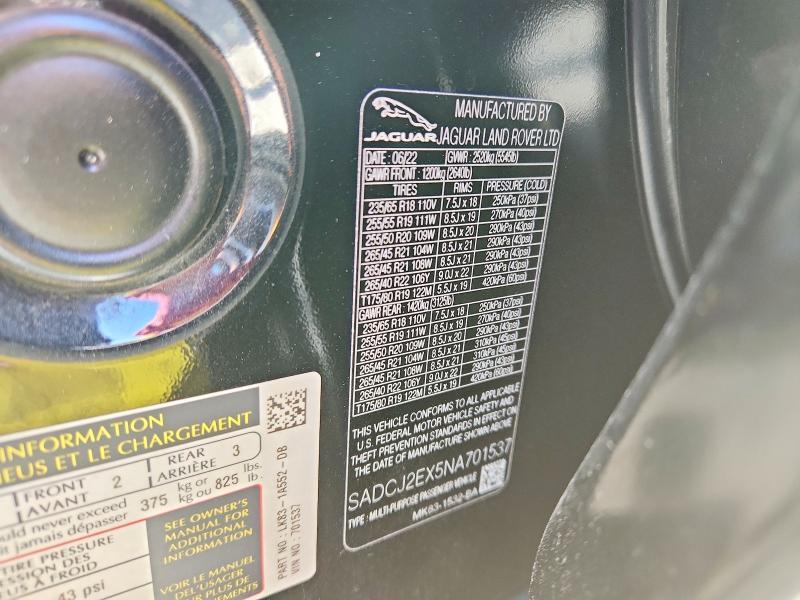 JAGUAR
MANUFACTURED BY
JAGUAR LAND ROVER LTD
DATE : 06/22 GVWR : 2520kg (5545lb)
GAWR FRONT : 1200kg (2640lb)
TIRES RIMS PRESSURE (COLD)
235/65 R18 110V 7.5J x 18 250kPa (37psi)
255/55 R19 111W 8.5J x 19 270kPa (40psi)
255/50 R20 109W 8.5J x 20 290kPa (43psi)
265/45 R21 104W 8.5J x 21 290kPa (43psi)
265/45 R21 108W 8.5J x 21 290kPa (43psi)
265/40 R22 106Y 9.0J x 22 290kPa (43psi)
T175/80 R19 122M 5.5J x 19 420kPa (60psi)
GAWR REAR : 1420kg (3125lb)
235/65 R18 110V 7.5J x 18 250kPa (37psi)
255/55 R19 111W 8.5J x 19 270kPa (40psi)
255/50 R20 109W 8.5J x 20 290kPa (43psi)
265/45 R21 104W 8.5J x 21 310kPa (45psi)
265/45 R21 108W 8.5J x 21 310kPa (45psi)
265/40 R22 106Y 9.0J x 22 290kPa (43psi)
T175/80 R19 122M 5.5J x 19 420kPa (60psi)
THIS VEHICLE CONFORMS TO ALL APPLICABLE
U.S. FEDERAL MOTOR VEHICLE SAFETY AND
THEFT PREVENTION STANDARDS IN EFFECT ON
THE DATE OF MANUFACTURE SHOWN ABOVE.
SADCJ2EX5NA701537
TYPE : MULTI-PURPOSE PASSENGER VEHICLE
MK83-1532-BA
INFORMATION
NEUS ET LE CHARGEMENT
FRONT 2 REAR 3
AVANT ARRIÈRE
ould never exceed 375 kg or 825 lbs.
it jamais dépasser kg ou lb.
TIRE PRESSURE
ESSION DES
US À FROID
43 psi
SEE OWNER'S
MANUAL FOR
ADDITIONAL
INFORMATION
VOIR LE MANUEL
DE L'USAGER
POUR PLUS DE
PART NO : LK83-1A552-DB
VIN NO : 701537